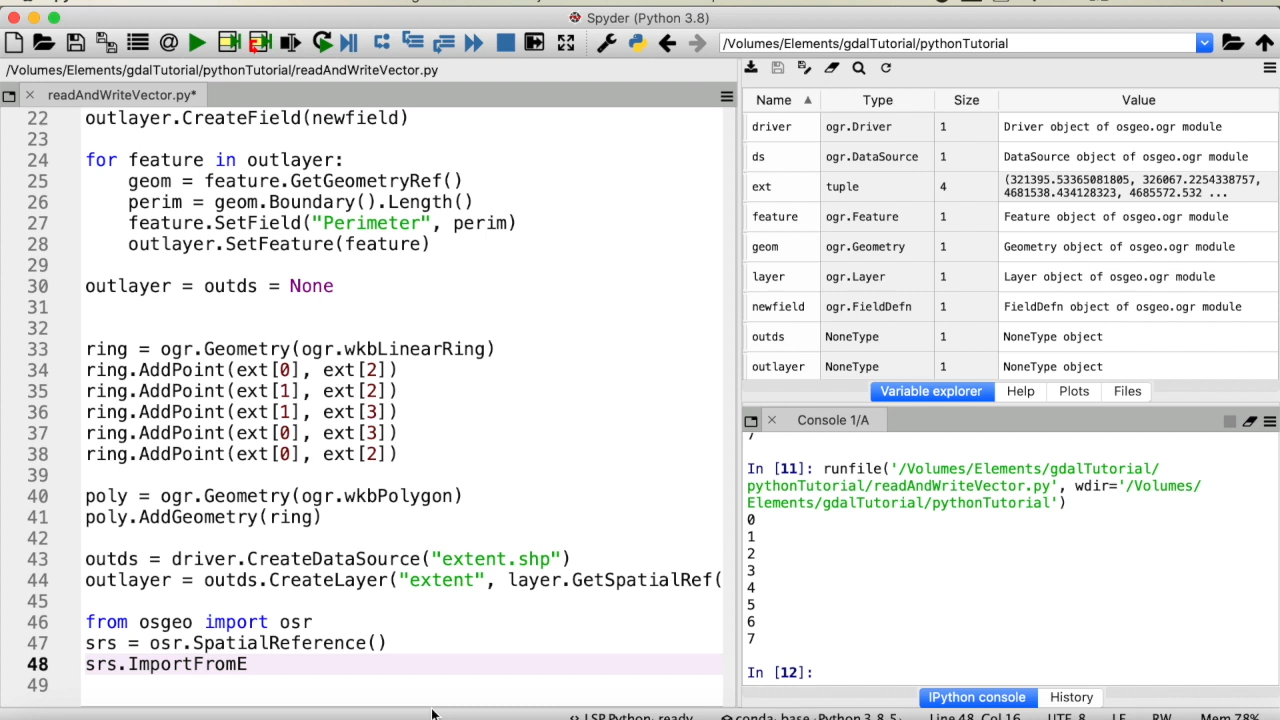 Spyder (Python 3.8)
/Volumes/Elements/gdalTutorial/pythonTutorial
/Volumes/Elements/gdalTutorial/pythonTutorial/readAndWriteVector.py
readAndWriteVector.py*
22 outlayer.CreateField(newfield)
23
24 for feature in outlayer:
25 geom = feature.GetGeometryRef()
26 perim = geom.Boundary().Length()
27 feature.SetField("Perimeter", perim)
28 outlayer.SetFeature(feature)
29
30 outlayer = outds = None
31
32
33 ring = ogr.Geometry(ogr.wkbLinearRing)
34 ring.AddPoint(ext[0], ext[2])
35 ring.AddPoint(ext[1], ext[2])
36 ring.AddPoint(ext[1], ext[3])
37 ring.AddPoint(ext[0], ext[3])
38 ring.AddPoint(ext[0], ext[2])
39
40 poly = ogr.Geometry(ogr.wkbPolygon)
41 poly.AddGeometry(ring)
42
43 outds = driver.CreateDataSource("extent.shp")
44 outlayer = outds.CreateLayer("extent", layer.GetSpatialRef(
45
46 from osgeo import osr
47 srs = osr.SpatialReference()
48 srs.ImportFromE
49
Name Type Size Value
driver ogr.Driver 1 Driver object of osgeo.ogr module
ds ogr.DataSource 1 DataSource object of osgeo.ogr module
ext tuple 4 (321395.53365081805, 326067.2254338757,
4681538.434128323, 4685572.532 ...
feature ogr.Feature 1 Feature object of osgeo.ogr module
geom ogr.Geometry 1 Geometry object of osgeo.ogr module
layer ogr.Layer 1 Layer object of osgeo.ogr module
newfield ogr.FieldDefn 1 FieldDefn object of osgeo.ogr module
outds NoneType 1 NoneType object
outlayer NoneType 1 NoneType object
Variable explorer Help Plots Files
Console 1/A
7
In [11]: runfile('/Volumes/Elements/gdalTutorial/
pythonTutorial/readAndWriteVector.py', wdir='/Volumes/
Elements/gdalTutorial/pythonTutorial')
0
1
2
3
4
5
6
7
In [12]:
IPython console History
LSP Python: ready conda: base (Python 3.8.5) Line 48, Col 16 UTF-8 LF RW Mem 78%